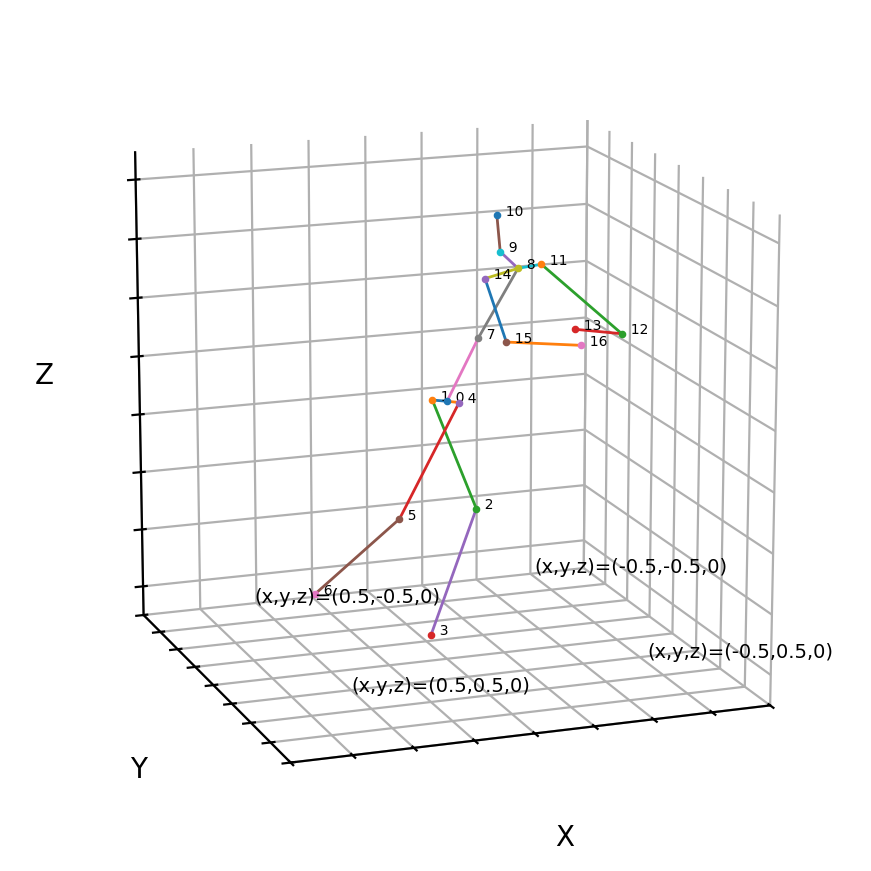 10
9
8
11
14
13
12
7
15
16
1
0
4
2
5
(x,y,z)=(-0.5,-0.5,0)
6
(x,y,z)=(0.5,-0.5,0)
3
(x,y,z)=(-0.5,0.5,0)
(x,y,z)=(0.5,0.5,0)
Z
Y
X